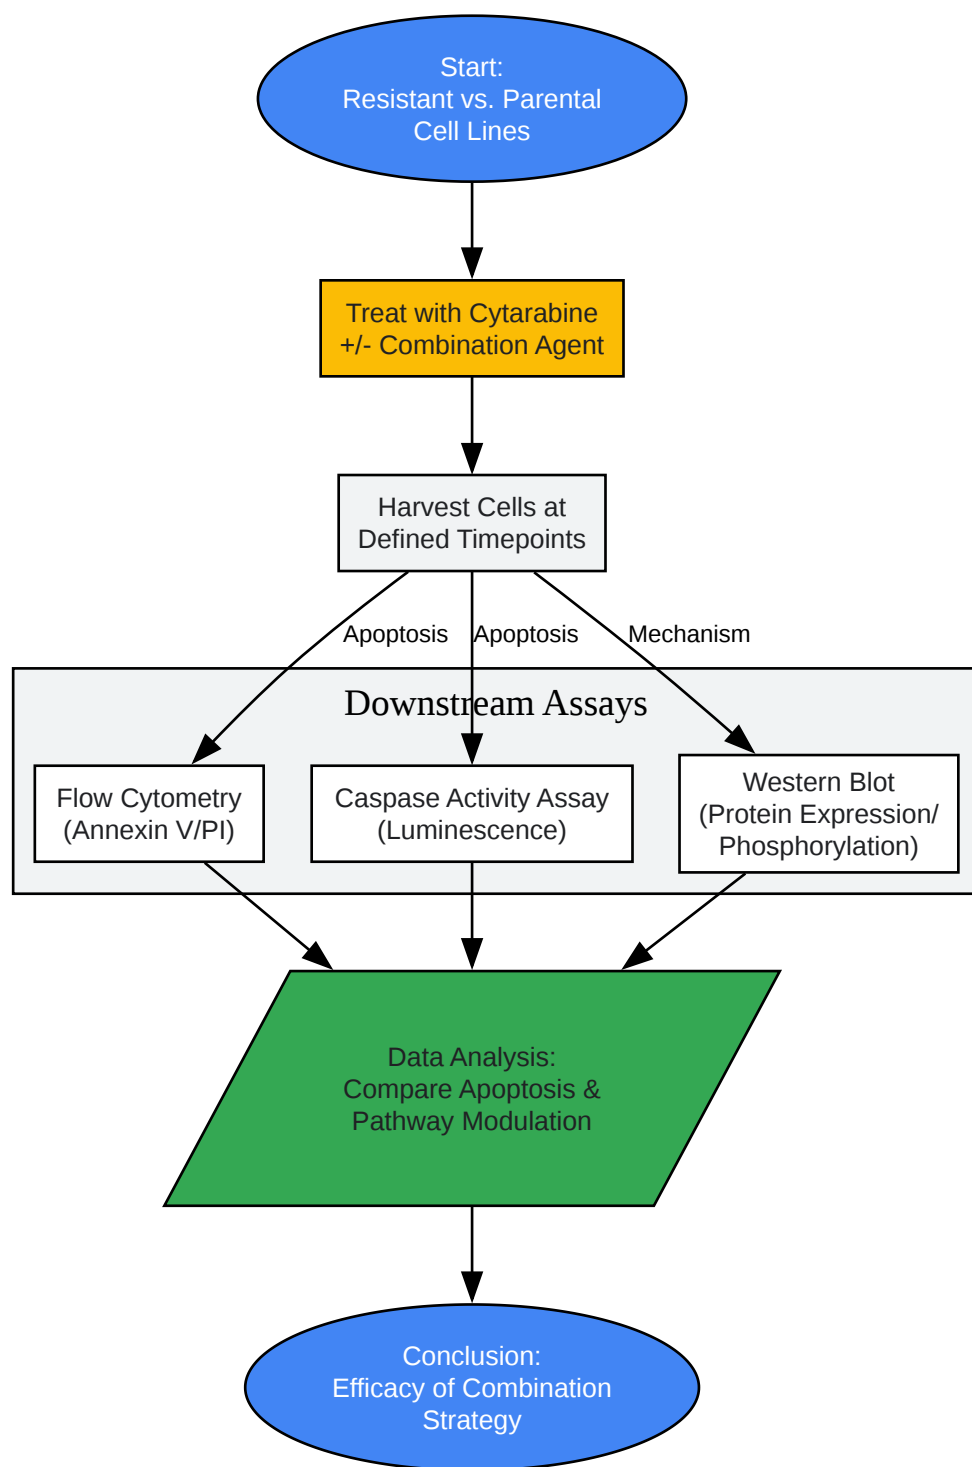 Start:
Resistant vs. Parental
Cell Lines
Treat with Cytarabine
+/- Combination Agent
Harvest Cells at
Defined Timepoints
Apoptosis
Apoptosis
Mechanism
Downstream Assays
Flow Cytometry
(Annexin V/PI)
Caspase Activity Assay
(Luminescence)
Western Blot
(Protein Expression/
Phosphorylation)
Data Analysis:
Compare Apoptosis &
Pathway Modulation
Conclusion:
Efficacy of Combination
Strategy